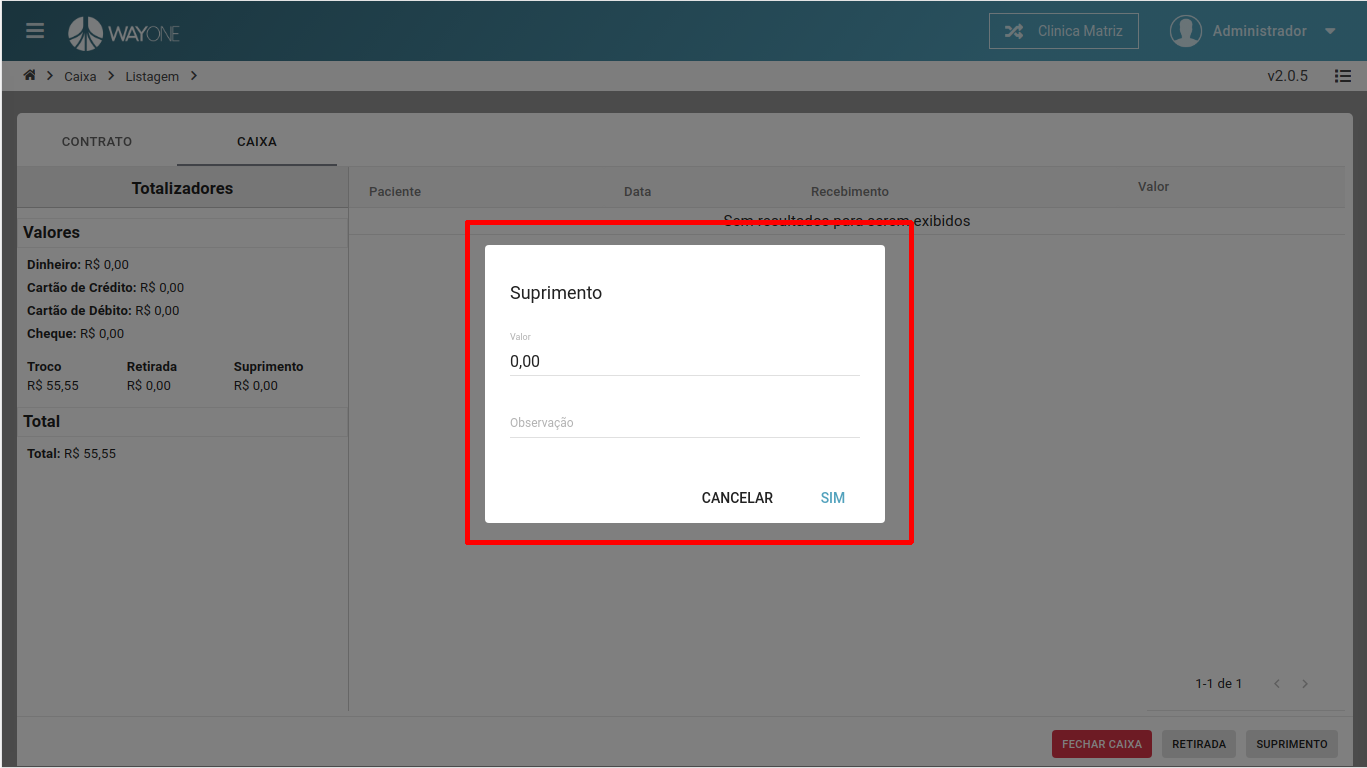 WAYONE
Clinica Matriz
Administrador
Caixa
Listagem
v2.0.5
CONTRATO
CAIXA
Totalizadores
Paciente
Data
Recebimento
Valor
Sem resultados para serem exibidos
Valores
Dinheiro: R$ 0,00
Cartão de Crédito: R$ 0,00
Cartão de Débito: R$ 0,00
Cheque: R$ 0,00
Troco Retirada Suprimento
R$ 55,55 R$ 0,00 R$ 0,00
Total
Total: R$ 55,55
Suprimento
Valor
0,00
Observação
CANCELAR
SIM
1-1 de 1
FECHAR CAIXA
RETIRADA
SUPRIMENTO